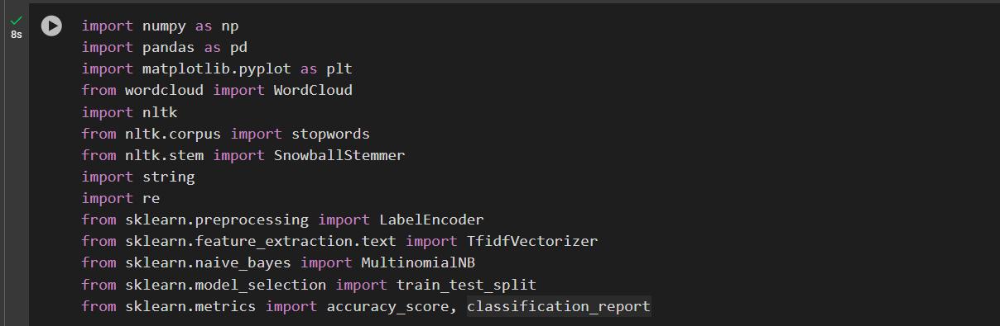 import numpy as np
import pandas as pd
import matplotlib.pyplot as plt
from wordcloud import WordCloud
import nltk
from nltk.corpus import stopwords
from nltk.stem import SnowballStemmer
import string
import re
from sklearn.preprocessing import LabelEncoder
from sklearn.feature_extraction.text import TfidfVectorizer
from sklearn.naive_bayes import MultinomialNB
from sklearn.model_selection import train_test_split
from sklearn.metrics import accuracy_score, classification_report
8s